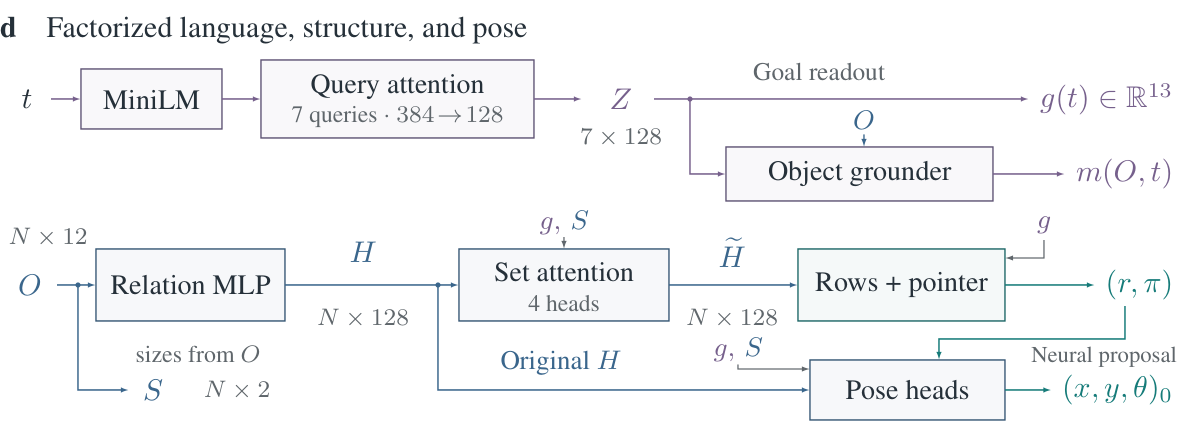 d Factorized language, structure, and pose
t MiniLM Query attention Z Goal readout g(t) ∈ ℝ¹³
7 queries · 384→128
7 × 128
O
Object grounder m(O, t)
N × 12
O Relation MLP H
N × 128
g, S
Set attention
4 heads
H̃
N × 128
g
Rows + pointer (r, π)
sizes from O
S N × 2
Original H
g, S
Pose heads
Neural proposal
(x, y, θ)₀